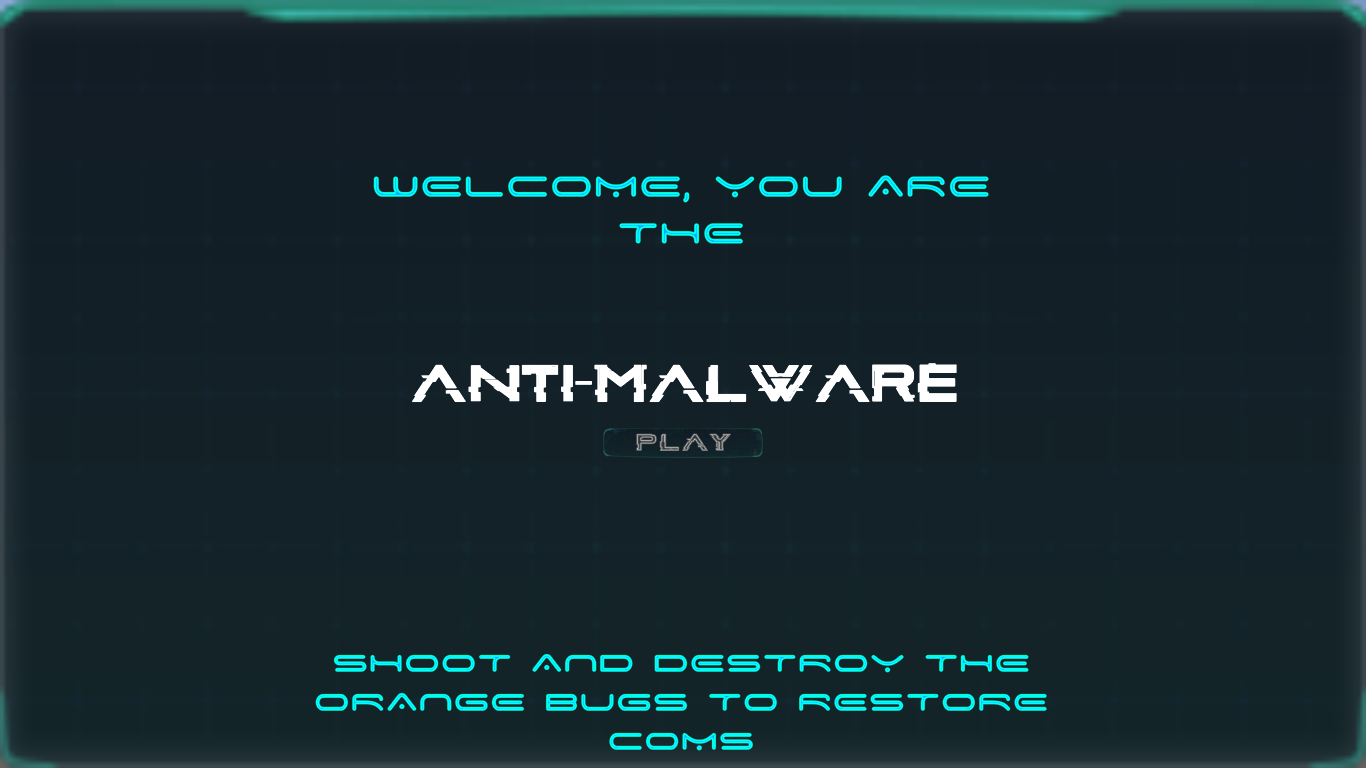 WELCOME, YOU ARE
THE
ANTI-MALWARE
PLAY
SHOOT AND DESTROY THE
ORANGE BUGS TO RESTORE
COMS